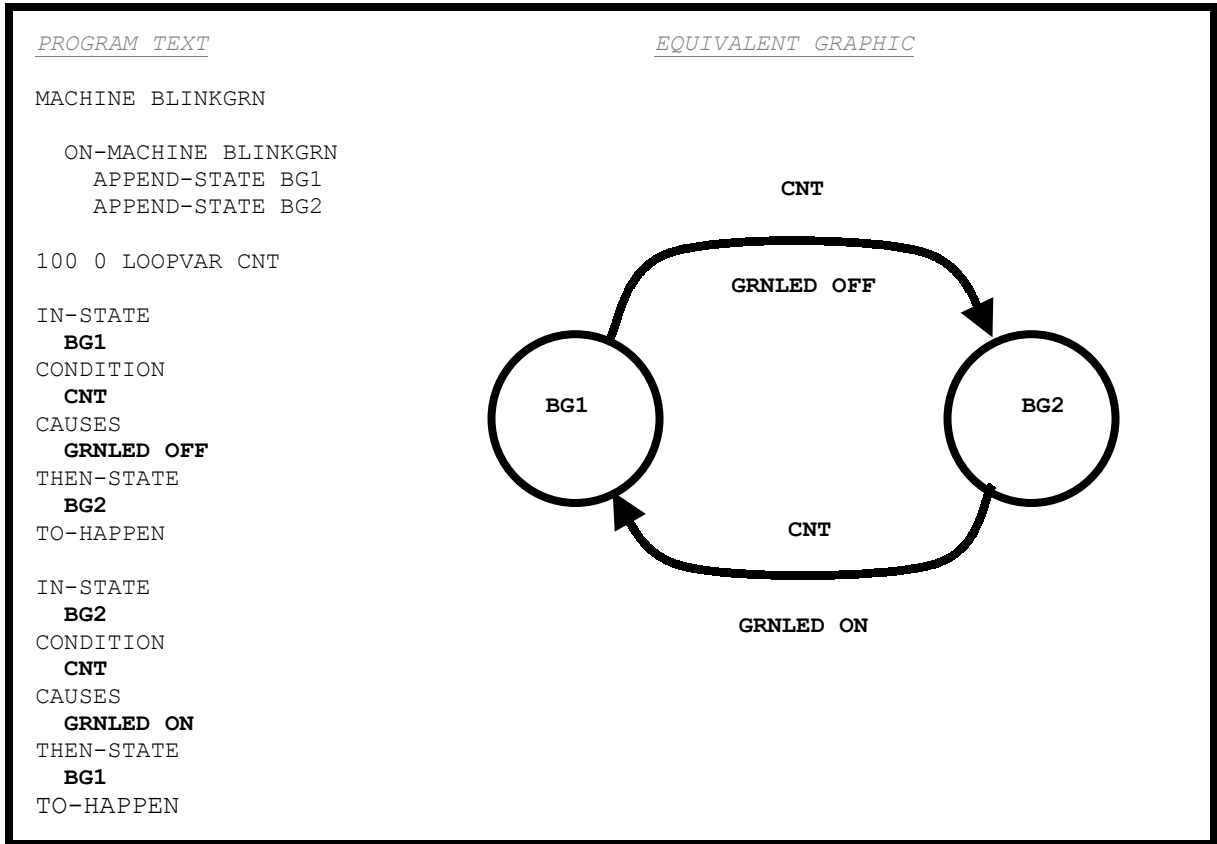 PROGRAM TEXT
EQUIVALENT GRAPHIC
MACHINE BLINKGRN
ON-MACHINE BLINKGRN
APPEND-STATE BG1
APPEND-STATE BG2
100 0 LOOPVAR CNT
IN-STATE
BG1
CONDITION
CNT
CAUSES
GRNLED OFF
THEN-STATE
BG2
TO-HAPPEN
IN-STATE
BG2
CONDITION
CNT
CAUSES
GRNLED ON
THEN-STATE
BG1
TO-HAPPEN
CNT
GRNLED OFF
BG1
BG2
CNT
GRNLED ON